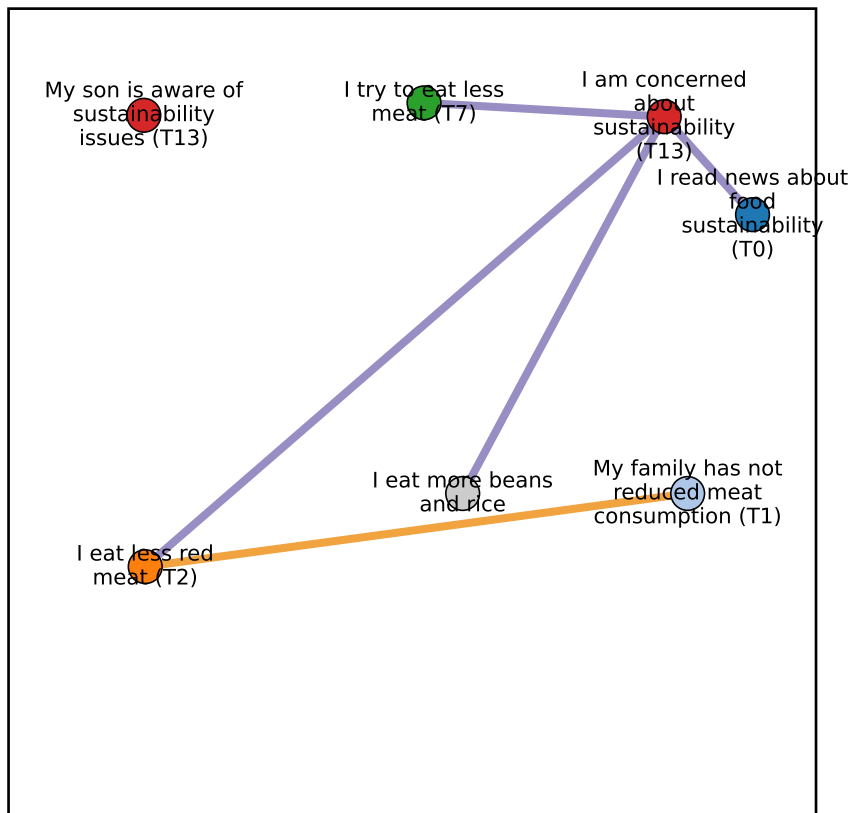 My son is aware of
sustainability
issues (T13)
I try to eat less
meat (T7)
I am concerned
about
sustainability
(T13)
I read news about
food
sustainability
(T0)
I eat more beans
and rice
My family has not
reduced meat
consumption (T1)
I eat less red
meat (T2)